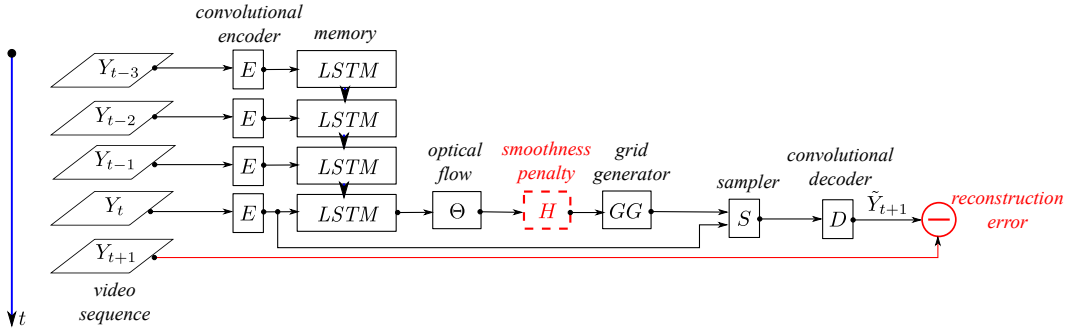 convolutional
encoder
memory
Y_{t-3}
E
LSTM
Y_{t-2}
E
LSTM
Y_{t-1}
E
LSTM
optical
flow
smoothness
penalty
grid
generator
sampler
convolutional
decoder
Y_t
E
LSTM
Θ
H
GG
S
D
Ỹ_{t+1}
−
reconstruction
error
Y_{t+1}
video
sequence
t